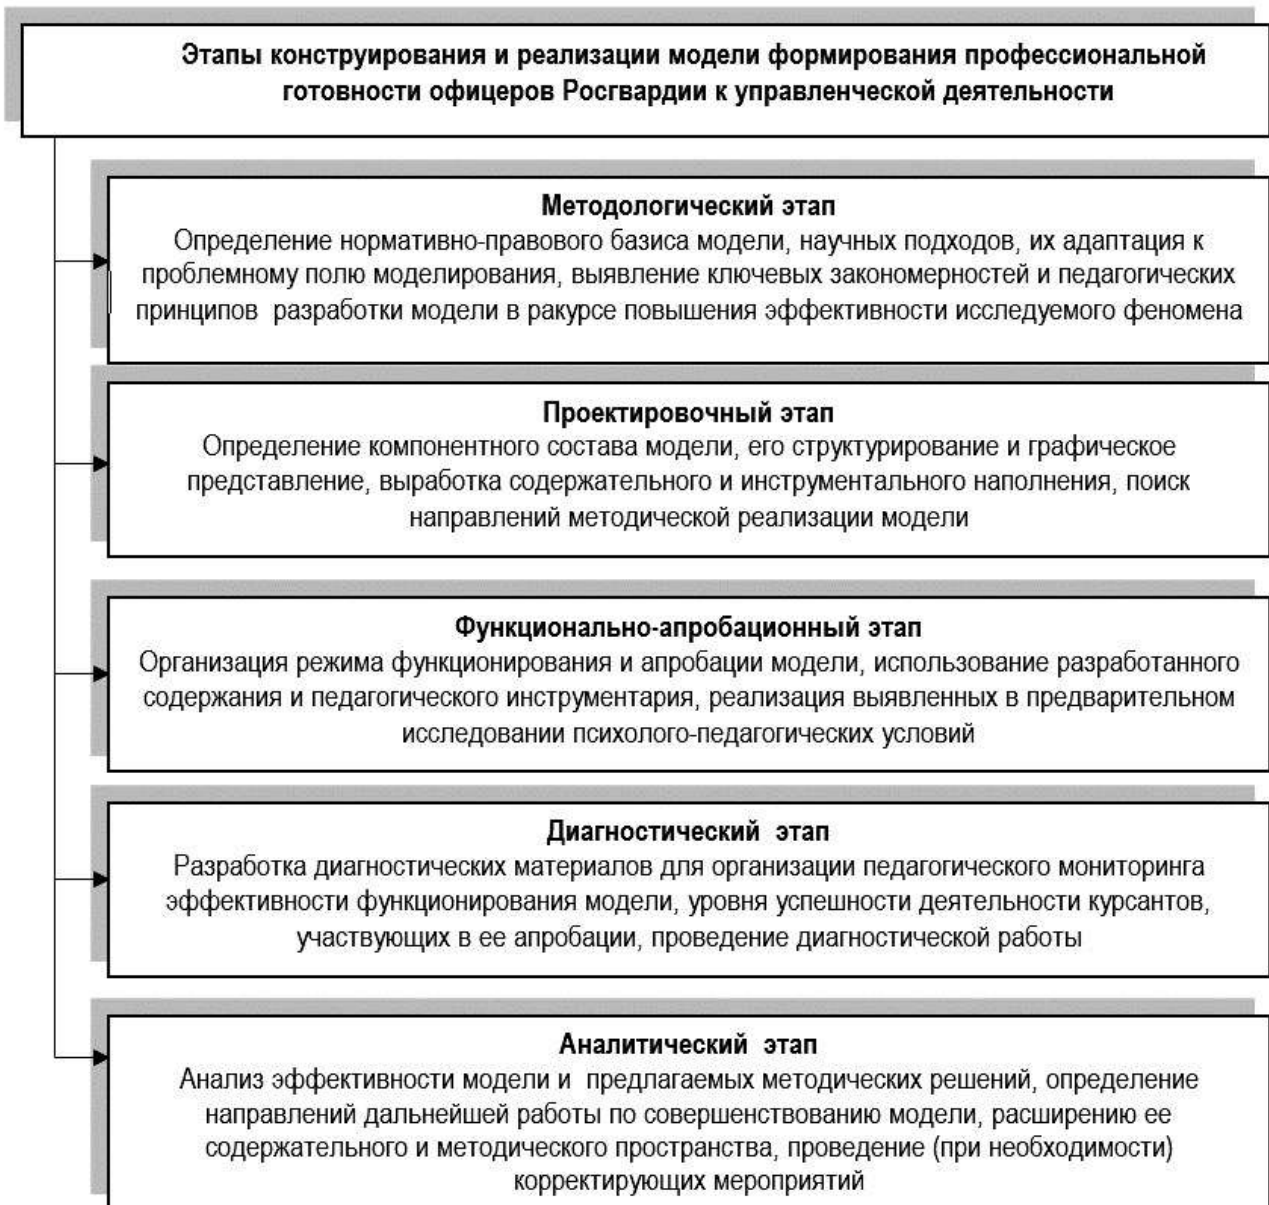 Этапы конструирования и реализации модели формирования профессиональной
готовности офицеров Росгвардии к управленческой деятельности
Методологический этап
Определение нормативно-правового базиса модели, научных подходов, их адаптация к
проблемному полю моделирования, выявление ключевых закономерностей и педагогических
принципов разработки модели в ракурсе повышения эффективности исследуемого феномена
Проектировочный этап
Определение компонентного состава модели, его структурирование и графическое
представление, выработка содержательного и инструментального наполнения, поиск
направлений методической реализации модели
Функционально-апробационный этап
Организация режима функционирования и апробации модели, использование разработанного
содержания и педагогического инструментария, реализация выявленных в предварительном
исследовании психолого-педагогических условий
Диагностический этап
Разработка диагностических материалов для организации педагогического мониторинга
эффективности функционирования модели, уровня успешности деятельности курсантов,
участвующих в ее апробации, проведение диагностической работы
Аналитический этап
Анализ эффективности модели и предлагаемых методических решений, определение
направлений дальнейшей работы по совершенствованию модели, расширению ее
содержательного и методического пространства, проведение (при необходимости)
корректирующих мероприятий